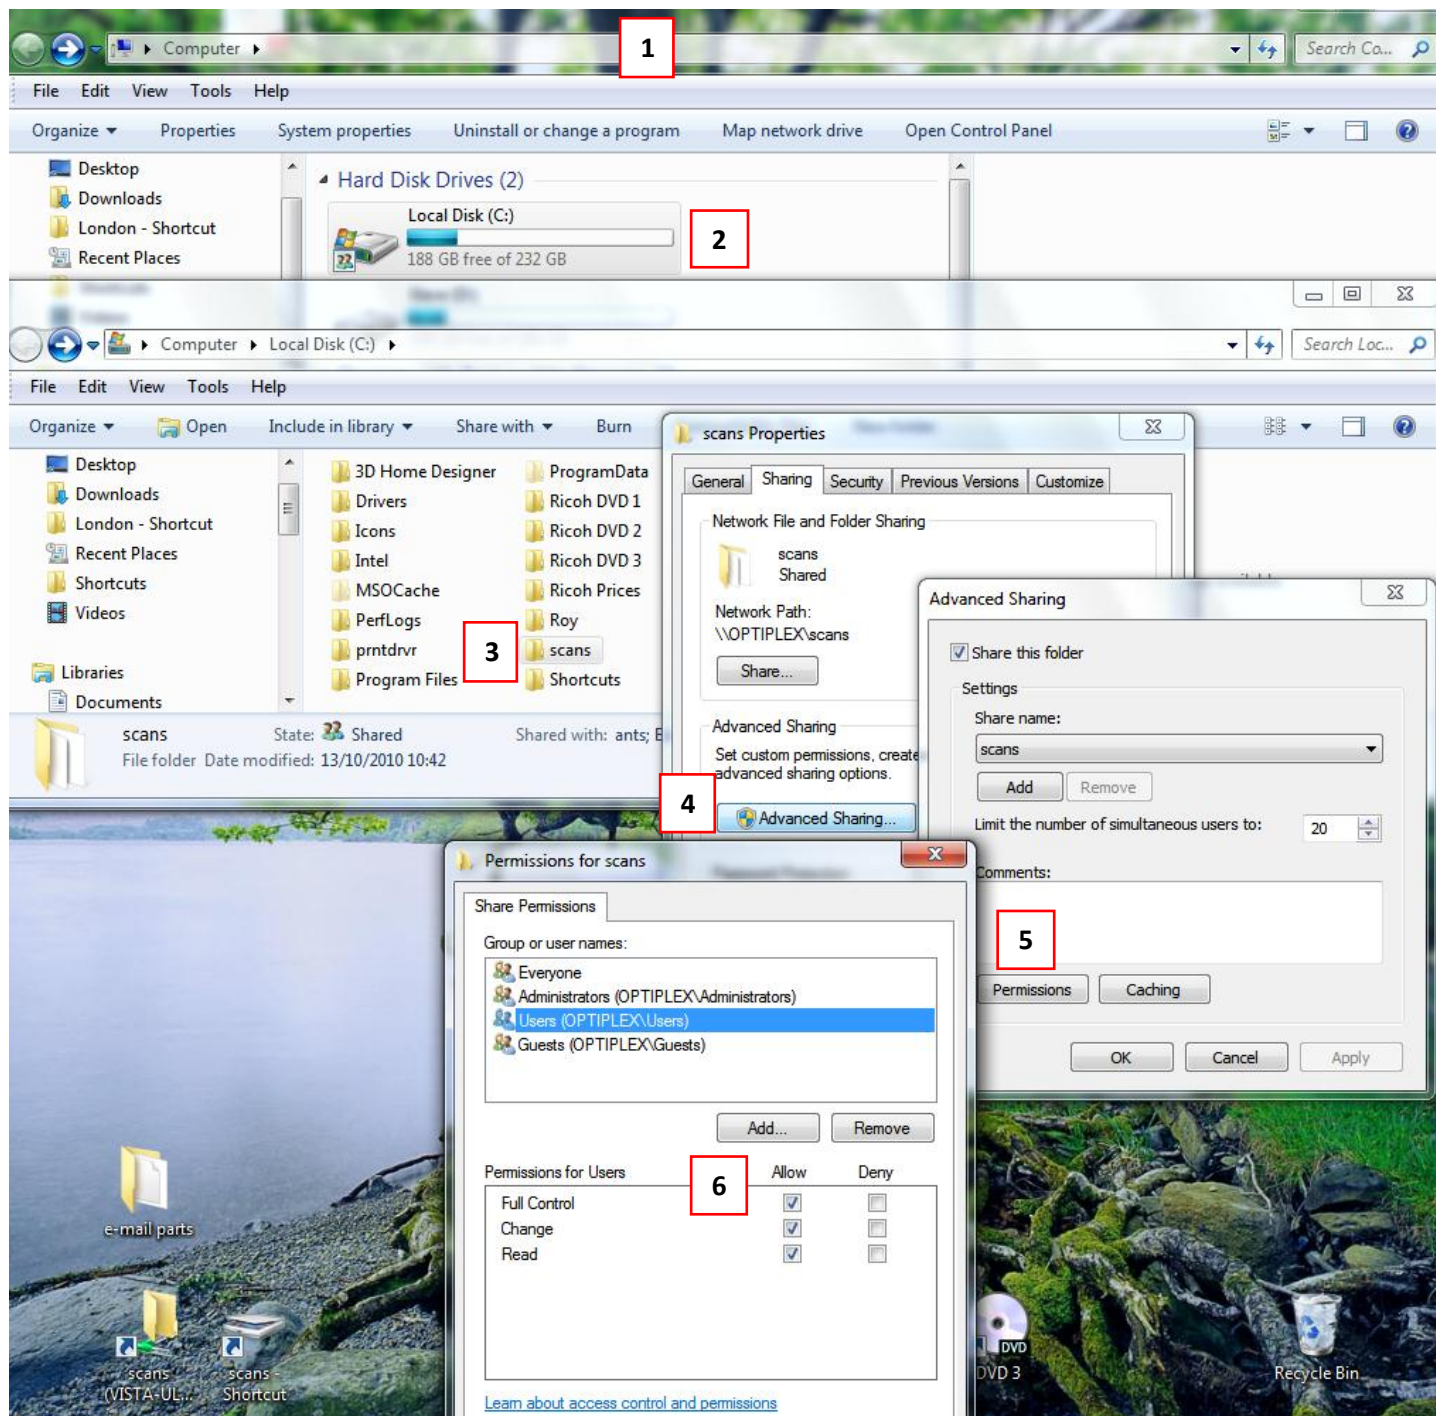 Computer
1
Search Co...
File Edit View Tools Help
Organize Properties System properties Uninstall or change a program Map network drive Open Control Panel
Desktop
Downloads
London - Shortcut
Recent Places
Hard Disk Drives (2)
Local Disk (C:)
188 GB free of 232 GB
2
Computer Local Disk (C:)
Search Loc...
File Edit View Tools Help
Organize Open Include in library Share with Burn
Desktop
Downloads
London - Shortcut
Recent Places
Shortcuts
Videos
Libraries
Documents
3D Home Designer
Drivers
Icons
Intel
MSOCache
PerfLogs
prntdrvr
Program Files
ProgramData
Ricoh DVD 1
Ricoh DVD 2
Ricoh DVD 3
Ricoh Prices
Roy
3
scans
Shortcuts
scans State: Shared Shared with: ants; E
File folder Date modified: 13/10/2010 10:42
scans Properties
General Sharing Security Previous Versions Customize
Network File and Folder Sharing
scans
Shared
Network Path:
\\OPTIPLEX\scans
Share...
Advanced Sharing
Set custom permissions, create
advanced sharing options.
4
Advanced Sharing...
Advanced Sharing
Share this folder
Settings
Share name:
scans
Add Remove
Limit the number of simultaneous users to: 20
Comments:
5
Permissions Caching
OK Cancel Apply
Permissions for scans
Share Permissions
Group or user names:
Everyone
Administrators (OPTIPLEX\Administrators)
Users (OPTIPLEX\Users)
Guests (OPTIPLEX\Guests)
Add... Remove
Permissions for Users 6 Allow Deny
Full Control
Change
Read
Learn about access control and permissions
e-mail parts
scans
(VISTA-UL...
scans -
Shortcut
DVD
DVD 3
Recycle Bin